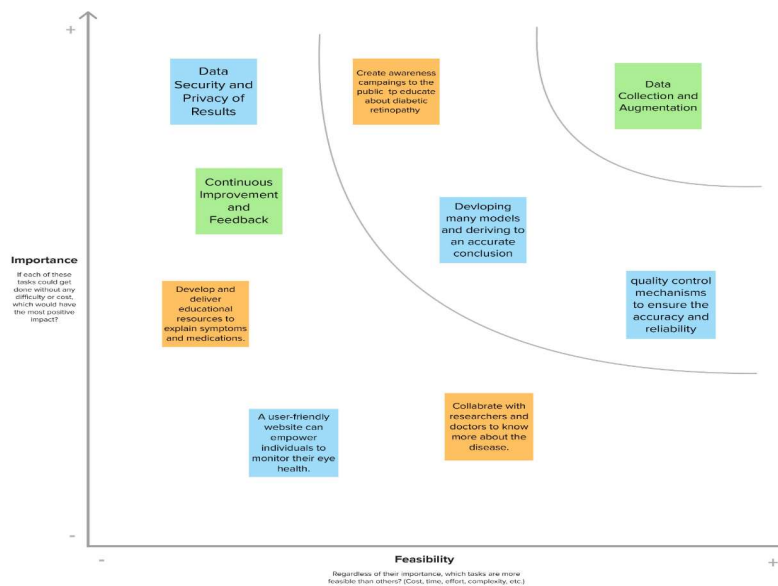 +
Data
Security and
Privacy of
Results
Create awareness
campaings to the
public tp educate
about diabetic
retinopathy
Data
Collection and
Augmentation
Continuous
Improvement
and
Feedback
Devloping
many models
and deriving to
an accurate
conclusion
Importance
If each of these
tasks could get
done without any
difficulty or cost,
which would have
the most positive
impact?
quality control
mechanisms
to ensure the
accuracy and
reliability
Develop and
deliver
educational
resources to
explain symptoms
and medications.
A user-friendly
website can
empower
individuals to
monitor their eye
health.
Collabrate with
researchers and
doctors to know
more about the
disease.
-
-
Feasibility
+
Regardless of their importance, which tasks are more
feasible than others? (Cost, time, effort, complexity, etc.)